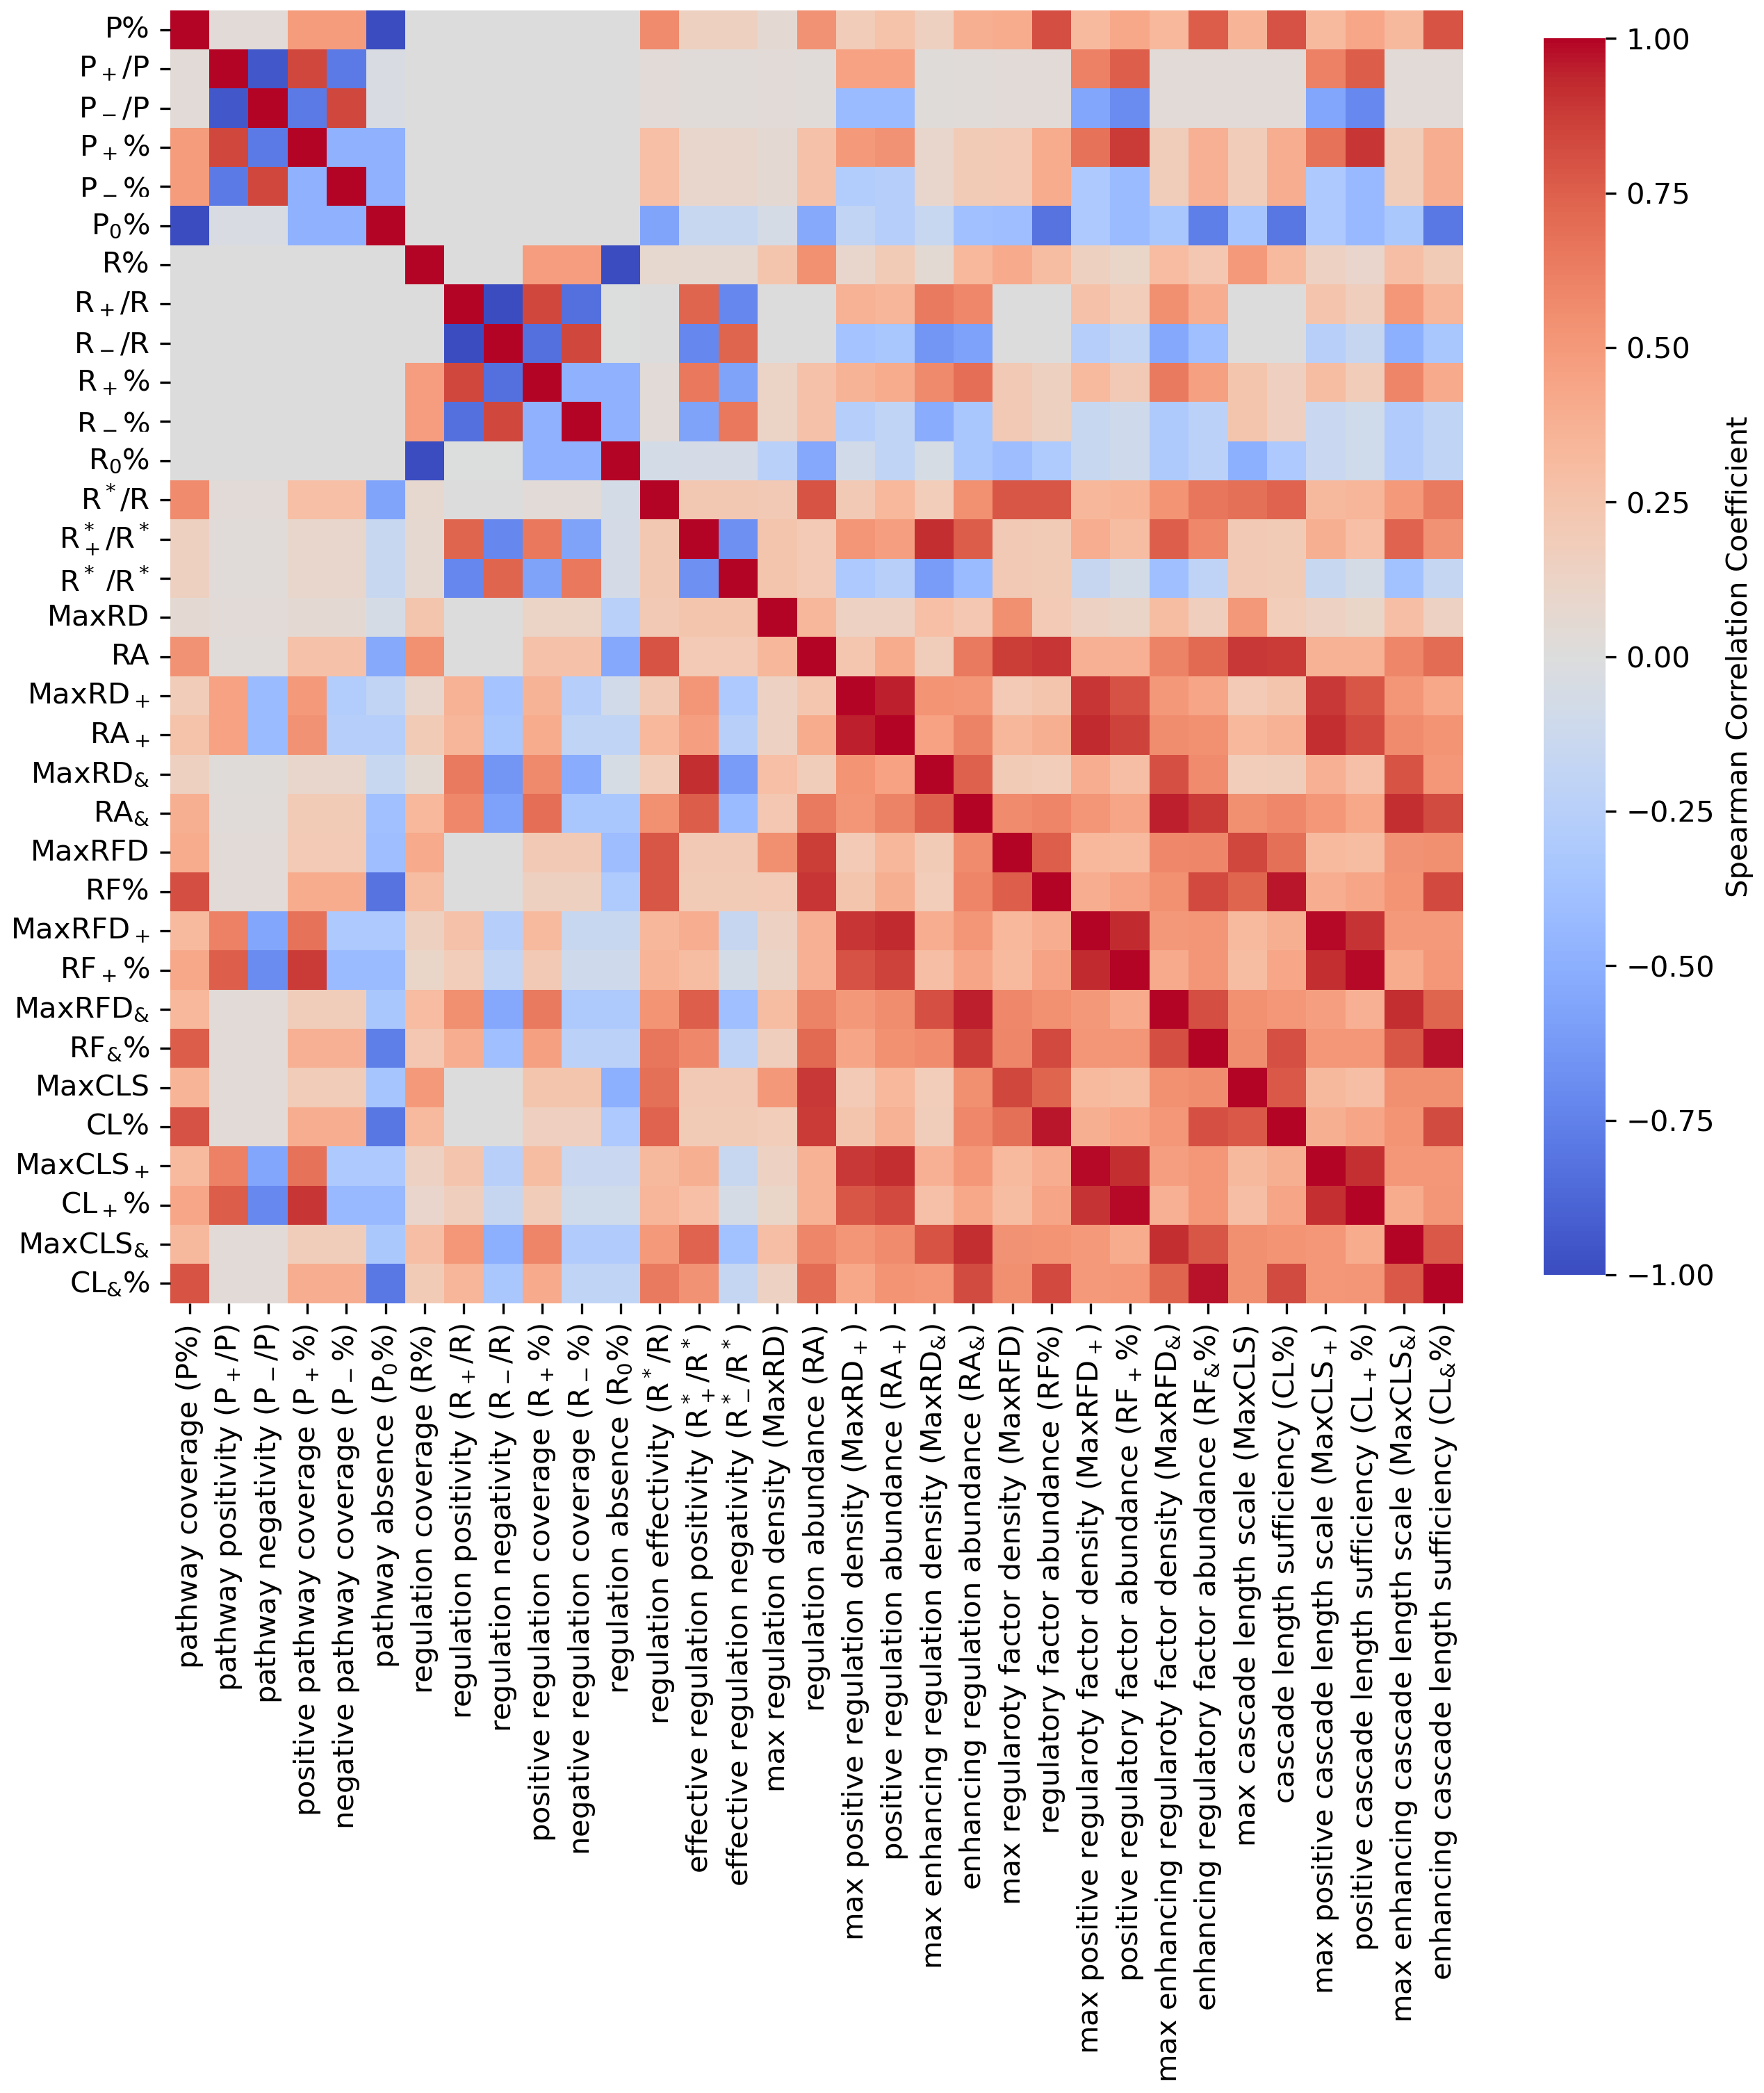 P%
P₊/P
P₋/P
P₊%
P₋%
P₀%
R%
R₊/R
R₋/R
R₊%
R₋%
R₀%
R*/R
R*₊/R*
R* /R*
MaxRD
RA
MaxRD₊
RA₊
MaxRD&
RA&
MaxRFD
RF%
MaxRFD₊
RF₊%
MaxRFD&
RF&%
MaxCLS
CL%
MaxCLS₊
CL₊%
MaxCLS&
CL&%
pathway coverage (P%)
pathway positivity (P₊/P)
pathway negativity (P₋/P)
positive pathway coverage (P₊%)
negative pathway coverage (P₋%)
pathway absence (P₀%)
regulation coverage (R%)
regulation positivity (R₊/R)
regulation negativity (R₋/R)
positive regulation coverage (R₊%)
negative regulation coverage (R₋%)
regulation absence (R₀%)
regulation effectivity (R*/R)
effective regulation positivity (R*₊/R*)
effective regulation negativity (R*₋/R*)
max regulation density (MaxRD)
regulation abundance (RA)
max positive regulation density (MaxRD₊)
positive regulation abundance (RA₊)
max enhancing regulation density (MaxRD&)
enhancing regulation abundance (RA&)
max regularoty factor density (MaxRFD)
regulatory factor abundance (RF%)
max positive regularoty factor density (MaxRFD₊)
positive regulatory factor abundance (RF₊%)
max enhancing regularoty factor density (MaxRFD&)
enhancing regulatory factor abundance (RF&%)
max cascade length scale (MaxCLS)
cascade length sufficiency (CL%)
max positive cascade length scale (MaxCLS₊)
positive cascade length sufficiency (CL₊%)
max enhancing cascade length scale (MaxCLS&)
enhancing cascade length sufficiency (CL&%)
1.00
0.75
0.50
0.25
0.00
−0.25
−0.50
−0.75
−1.00
Spearman Correlation Coefficient